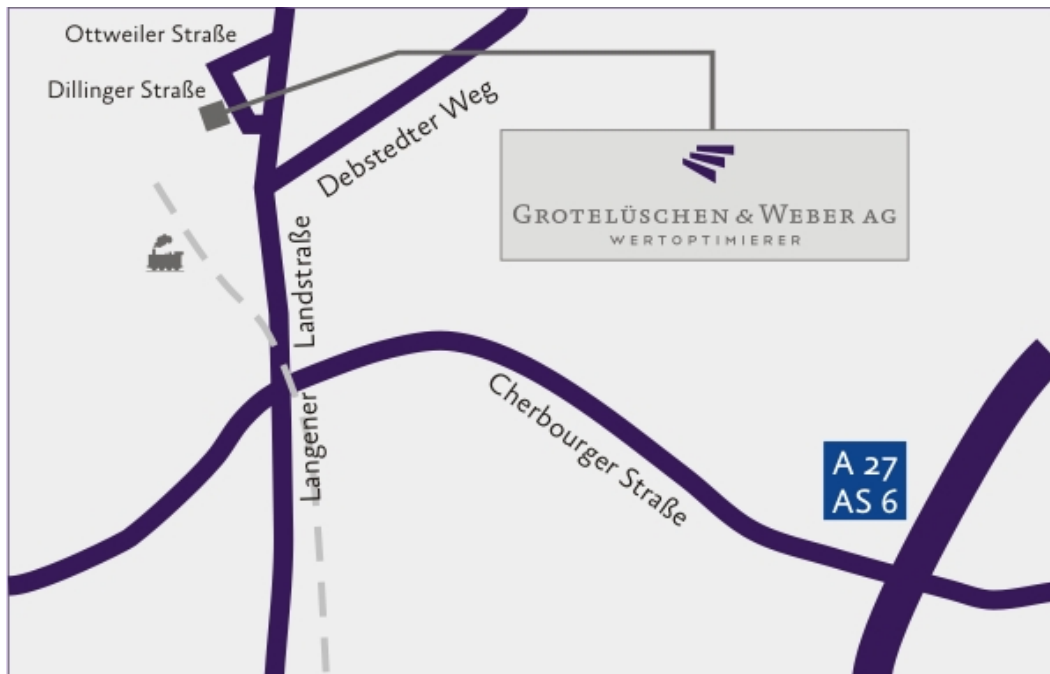 Ottweiler Straße
Dillinger Straße
Debstedter Weg
GROTELÜSCHEN & WEBER AG
WERTOPTIMIERER
Langener Landstraße
Cherbourger Straße
A 27
AS 6